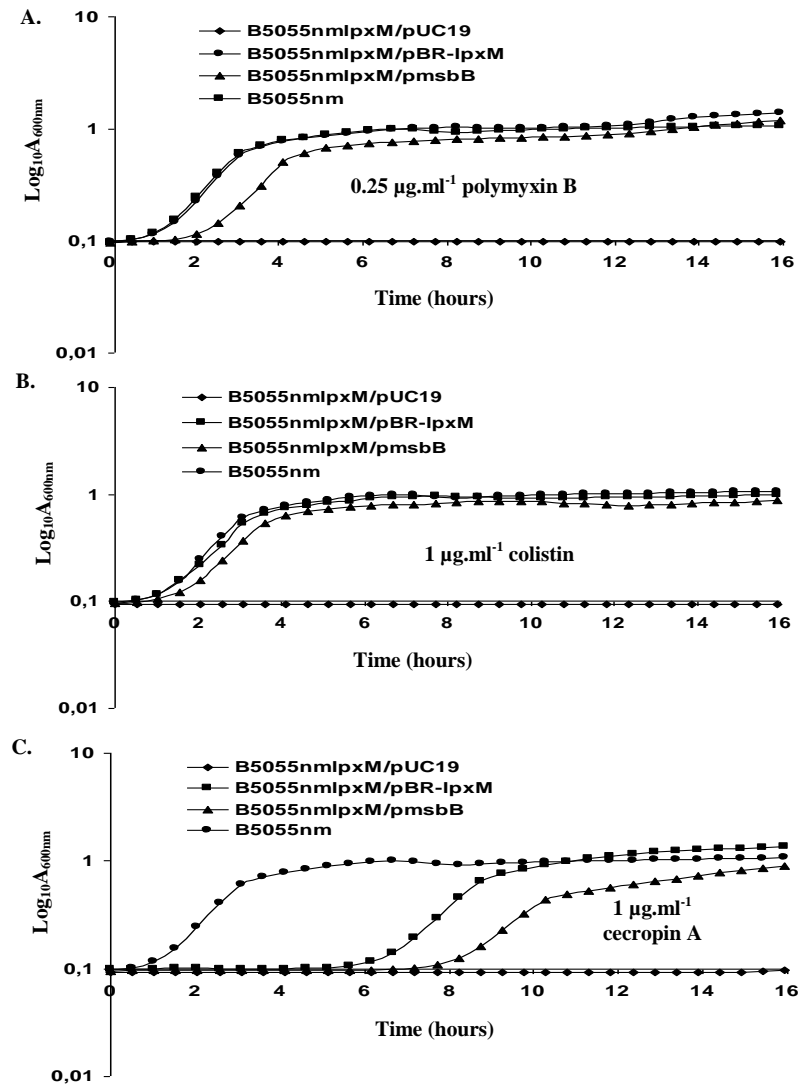 A.
10
B5055nmlpxM/pUC19
B5055nmlpxM/pBR-lpxM
B5055nmlpxM/pmsbB
B5055nm
1
0,1
0,01
Log10A600nm
0.25 µg.ml-1 polymyxin B
0 2 4 6 8 10 12 14 16
Time (hours)
B.
10
B5055nmlpxM/pUC19
B5055nmlpxM/pBR-lpxM
B5055nmlpxM/pmsbB
B5055nm
1
0,1
0,01
Log10A600nm
1 µg.ml-1 colistin
0 2 4 6 8 10 12 14 16
Time (hours)
C.
10
B5055nmlpxM/pUC19
B5055nmlpxM/pBR-lpxM
B5055nmlpxM/pmsbB
B5055nm
1
0,1
0,01
Log10A600nm
1 µg.ml-1
cecropin A
0 2 4 6 8 10 12 14 16
Time (hours)